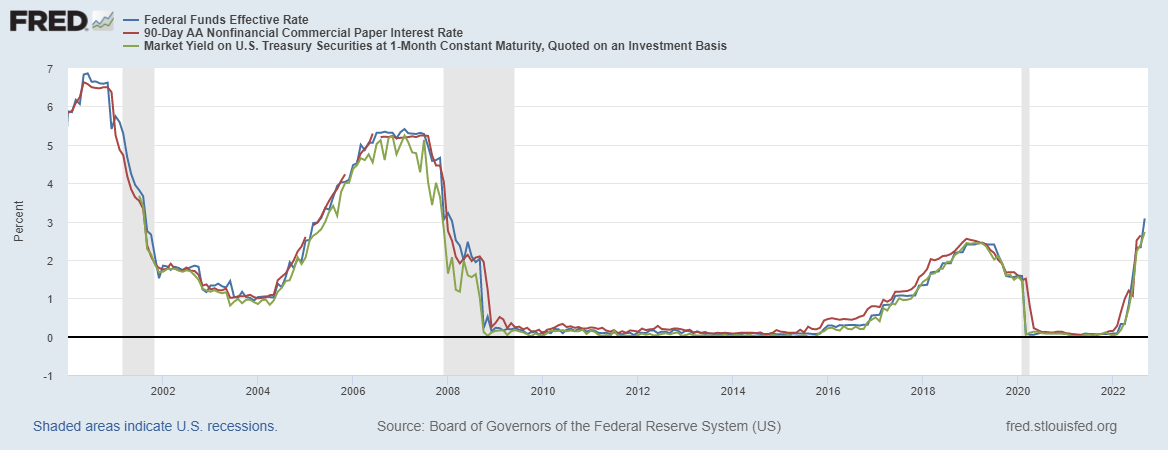 FRED
Federal Funds Effective Rate
90-Day AA Nonfinancial Commercial Paper Interest Rate
Market Yield on U.S. Treasury Securities at 1-Month Constant Maturity, Quoted on an Investment Basis
7
6
5
4
3
2
1
0
-1
Percent
2002 2004 2006 2008 2010 2012 2014 2016 2018 2020 2022
Shaded areas indicate U.S. recessions. Source: Board of Governors of the Federal Reserve System (US) fred.stlouisfed.org